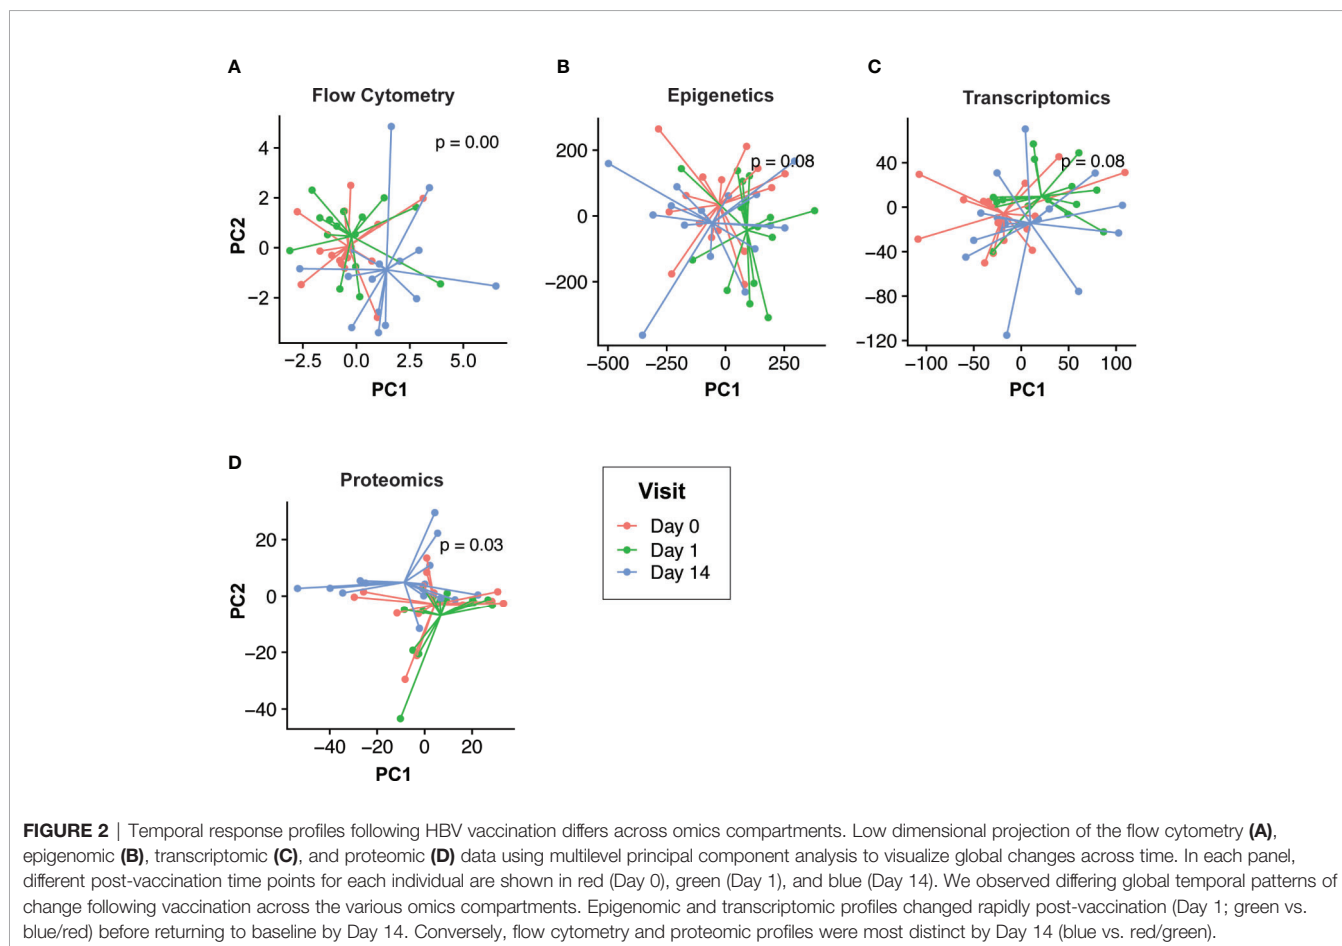 A
B
C
Flow Cytometry
Epigenetics
Transcriptomics
4
2
0
−2
PC2
p = 0.00
−2.5 0.0 2.5 5.0
PC1
200
0
−200
p = 0.08
−500 −250 0 250
PC1
40
0
−40
−80
−120
p = 0.08
−100 −50 0 50 100
PC1
D
Proteomics
20
0
−20
−40
PC2
p = 0.03
−40 −20 0 20
PC1
Visit
Day 0
Day 1
Day 14
FIGURE 2 | Temporal response profiles following HBV vaccination differs across omics compartments. Low dimensional projection of the flow cytometry (A),
epigenomic (B), transcriptomic (C), and proteomic (D) data using multilevel principal component analysis to visualize global changes across time. In each panel,
different post-vaccination time points for each individual are shown in red (Day 0), green (Day 1), and blue (Day 14). We observed differing global temporal patterns of
change following vaccination across the various omics compartments. Epigenomic and transcriptomic profiles changed rapidly post-vaccination (Day 1; green vs.
blue/red) before returning to baseline by Day 14. Conversely, flow cytometry and proteomic profiles were most distinct by Day 14 (blue vs. red/green).